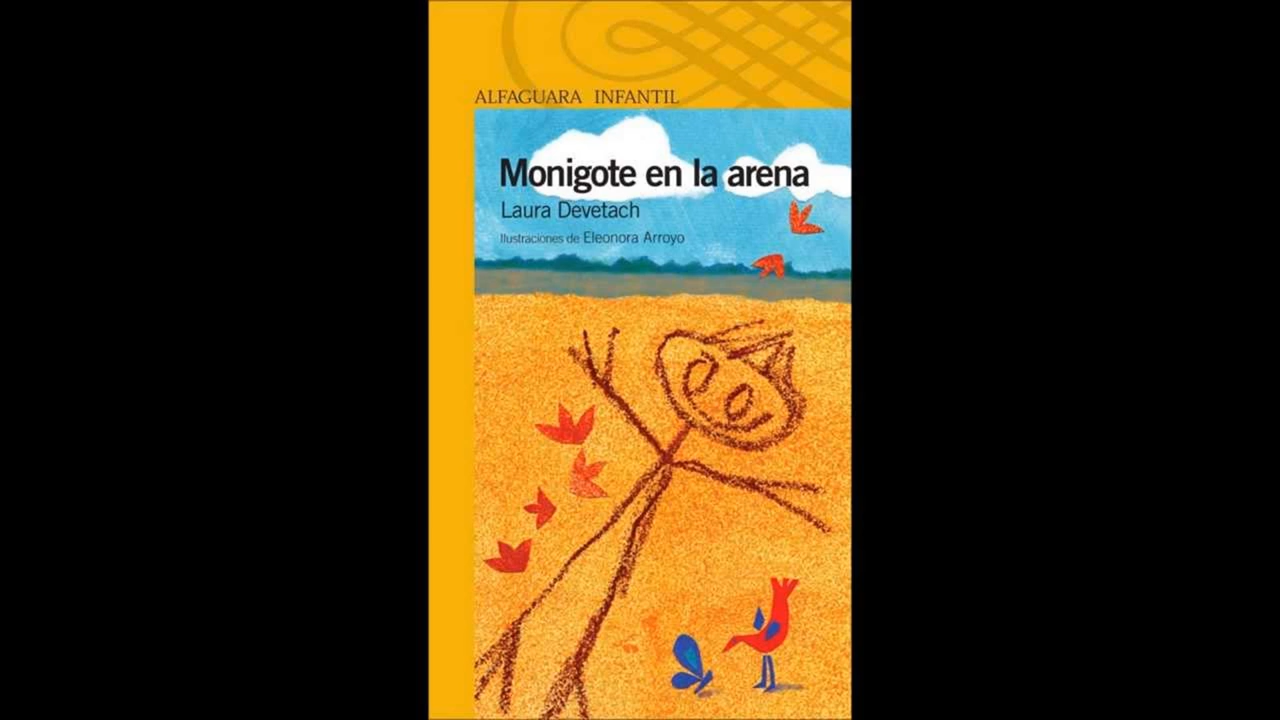 ALFAGUARA INFANTIL
Monigote en la arena
Laura Devetach
Ilustraciones de Eleonora Arroyo